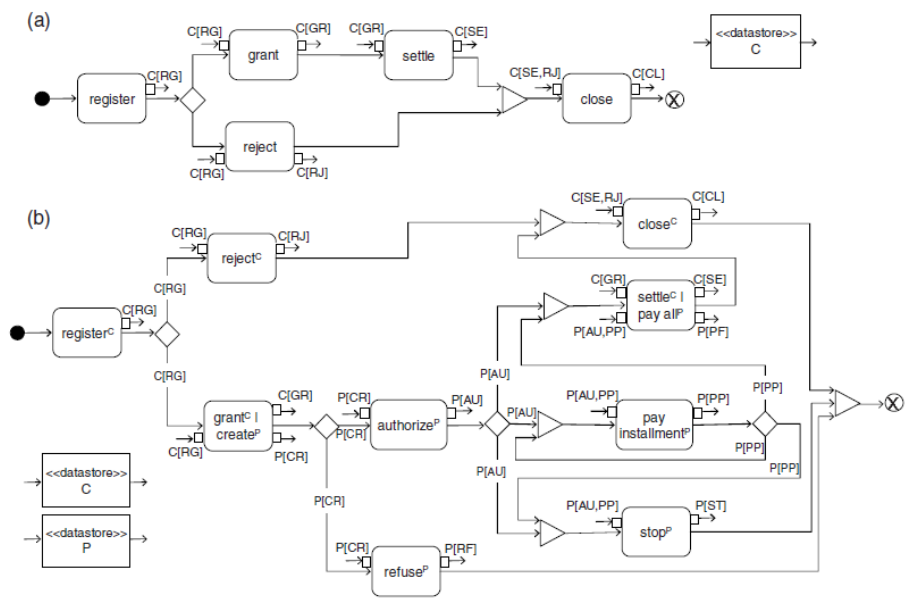 (a)
C[RG]
C[GR]
C[GR]
C[SE]
grant
settle
<<datastore>>
C
C[RG]
C[SE,RJ]
C[CL]
register
close
reject
C[RG]
C[RJ]
(b)
C[SE,RJ]
C[CL]
C[RG]
C[RJ]
close^C
reject^C
C[RG]
C[GR]
C[SE]
C[RG]
settle^C |
pay all^P
register^C
P[AU,PP]
P[PF]
C[RG]
P[AU]
P[PP]
C[GR]
P[CR]
P[AU]
P[AU,PP]
P[PP]
grant^C |
create^P
P[CR]
authorize^P
P[AU]
pay
installment^P
C[RG]
P[CR]
P[AU]
P[PP]
P[PP]
<<datastore>>
C
P[CR]
P[AU,PP]
P[ST]
stop^P
<<datastore>>
P
P[CR]
P[RF]
refuse^P